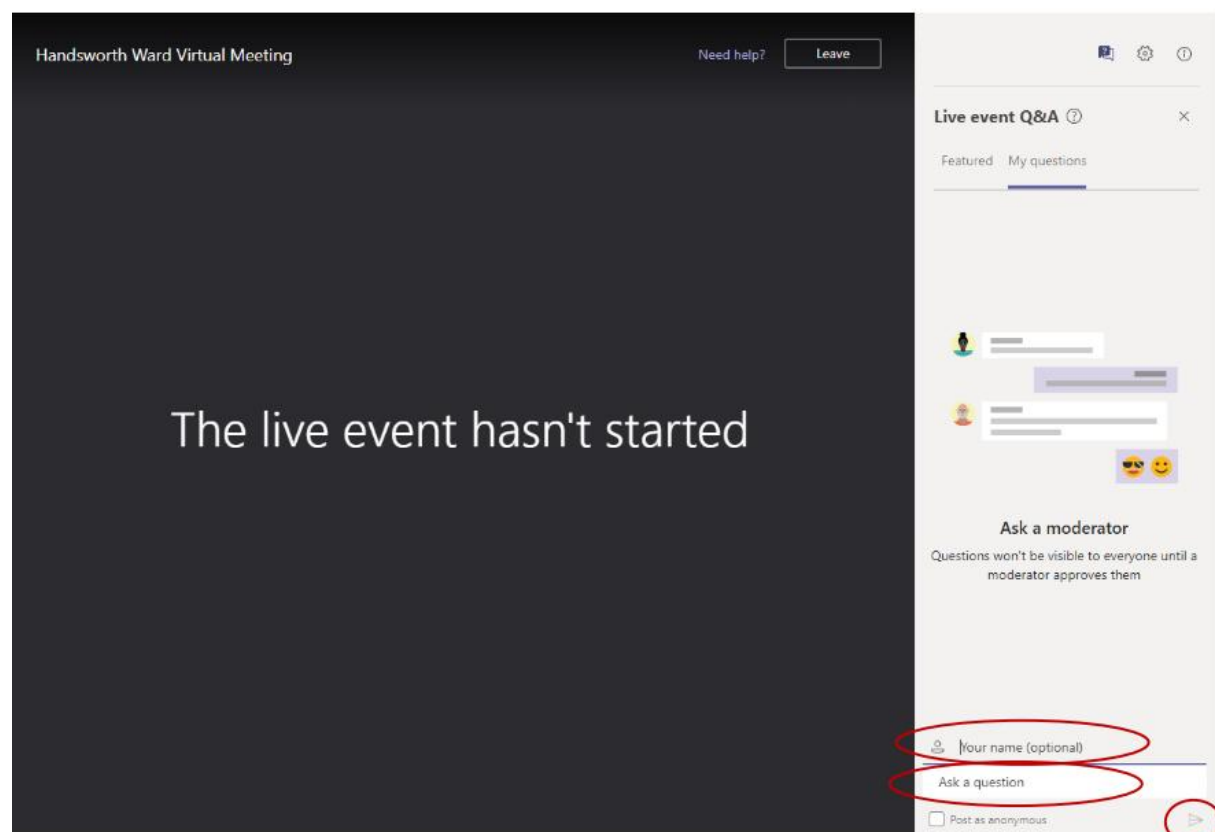 Handsworth Ward Virtual Meeting
Need help?
Leave
The live event hasn't started
Live event Q&A
Featured My questions
Ask a moderator
Questions won't be visible to everyone until a
moderator approves them
Your name (optional)
Ask a question
Post as anonymous